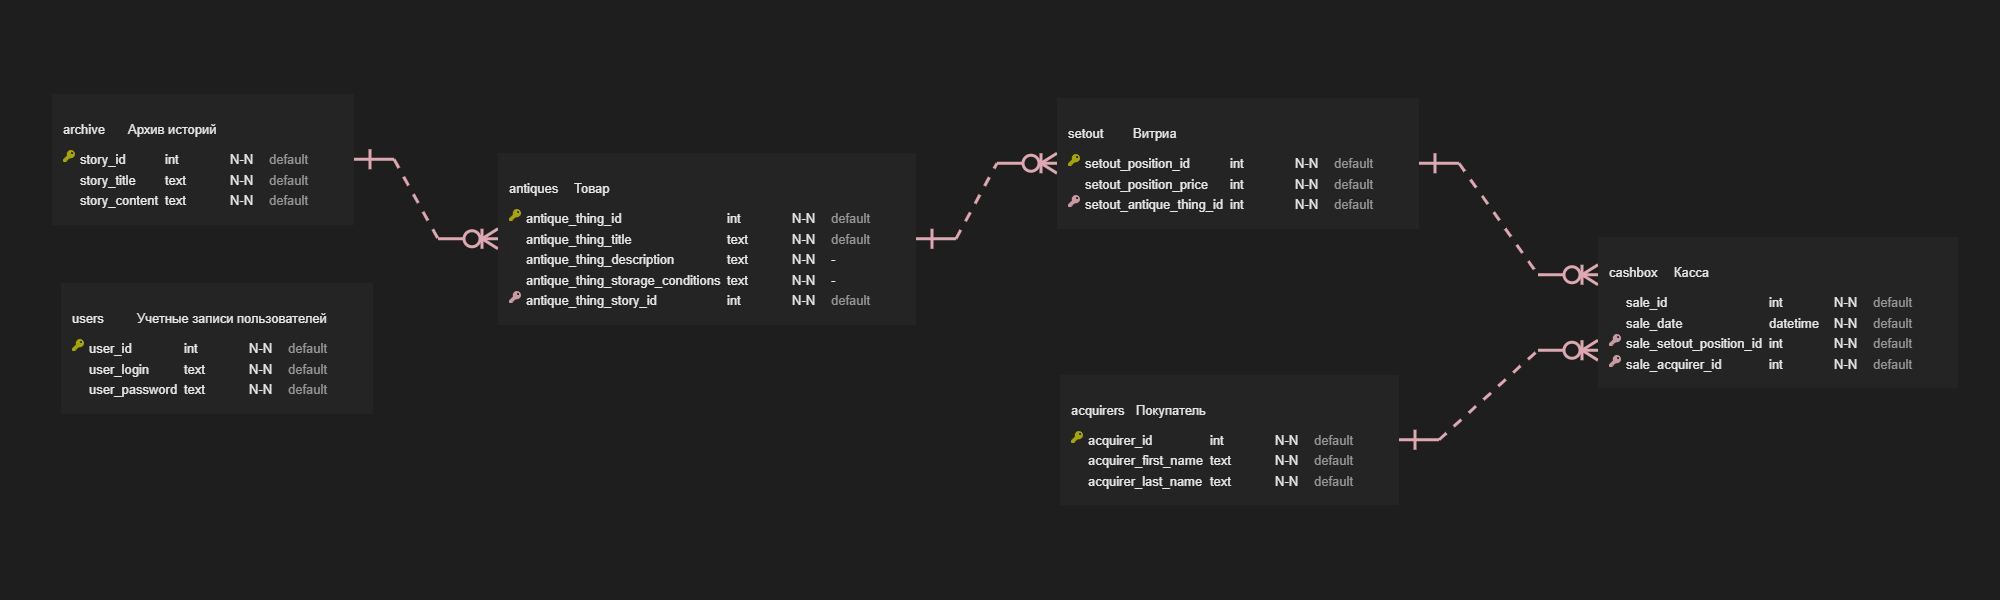 archive Архив историй
story_id int N-N default
story_title text N-N default
story_content text N-N default
users Учетные записи пользователей
user_id int N-N default
user_login text N-N default
user_password text N-N default
antiques Товар
antique_thing_id int N-N default
antique_thing_title text N-N default
antique_thing_description text N-N -
antique_thing_storage_conditions text N-N -
antique_thing_story_id int N-N default
setout Витриа
setout_position_id int N-N default
setout_position_price int N-N default
setout_antique_thing_id int N-N default
acquirers Покупатель
acquirer_id int N-N default
acquirer_first_name text N-N default
acquirer_last_name text N-N default
cashbox Касса
sale_id int N-N default
sale_date datetime N-N default
sale_setout_position_id int N-N default
sale_acquirer_id int N-N default